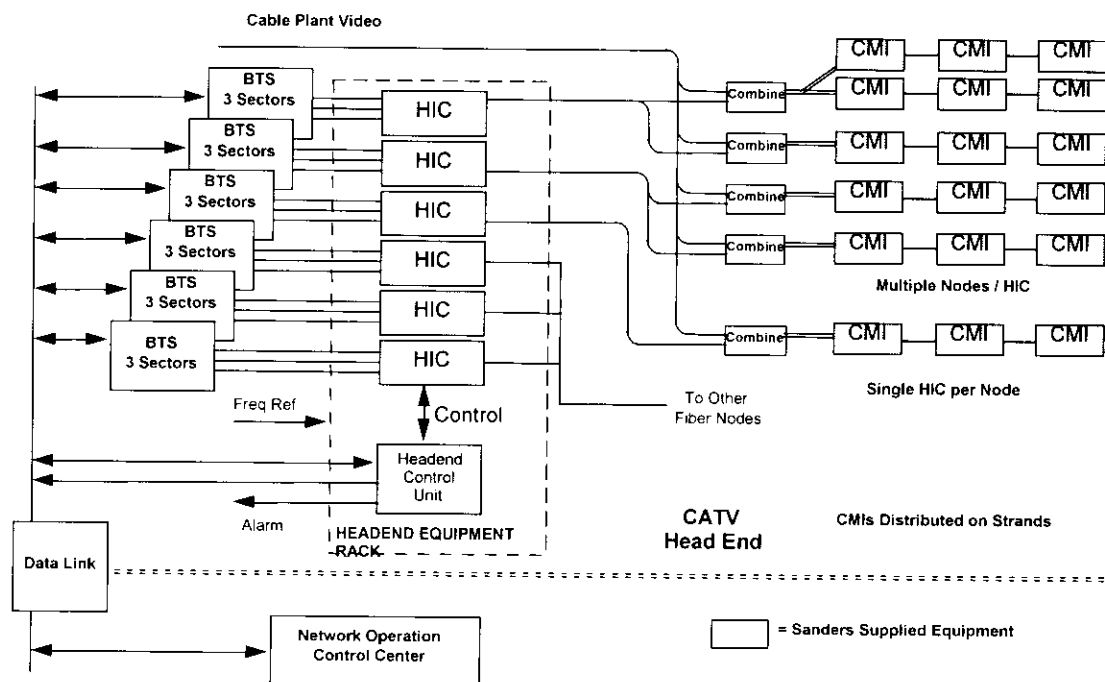 Cable Plant Video
BTS
3 Sectors
BTS
3 Sectors
BTS
3 Sectors
BTS
3 Sectors
BTS
3 Sectors
BTS
3 Sectors
HIC
HIC
HIC
HIC
HIC
HIC
Combine
Combine
Combine
Combine
Combine
CMI CMI CMI
CMI CMI CMI
CMI CMI CMI
CMI CMI CMI
CMI CMI CMI
Multiple Nodes / HIC
CMI CMI CMI
Single HIC per Node
To Other
Fiber Nodes
Freq Ref
Control
Headend
Control
Unit
Alarm
HEADEND EQUIPMENT
RACK
CATV
Head End
CMIs Distributed on Strands
Data Link
Network Operation
Control Center
= Sanders Supplied Equipment